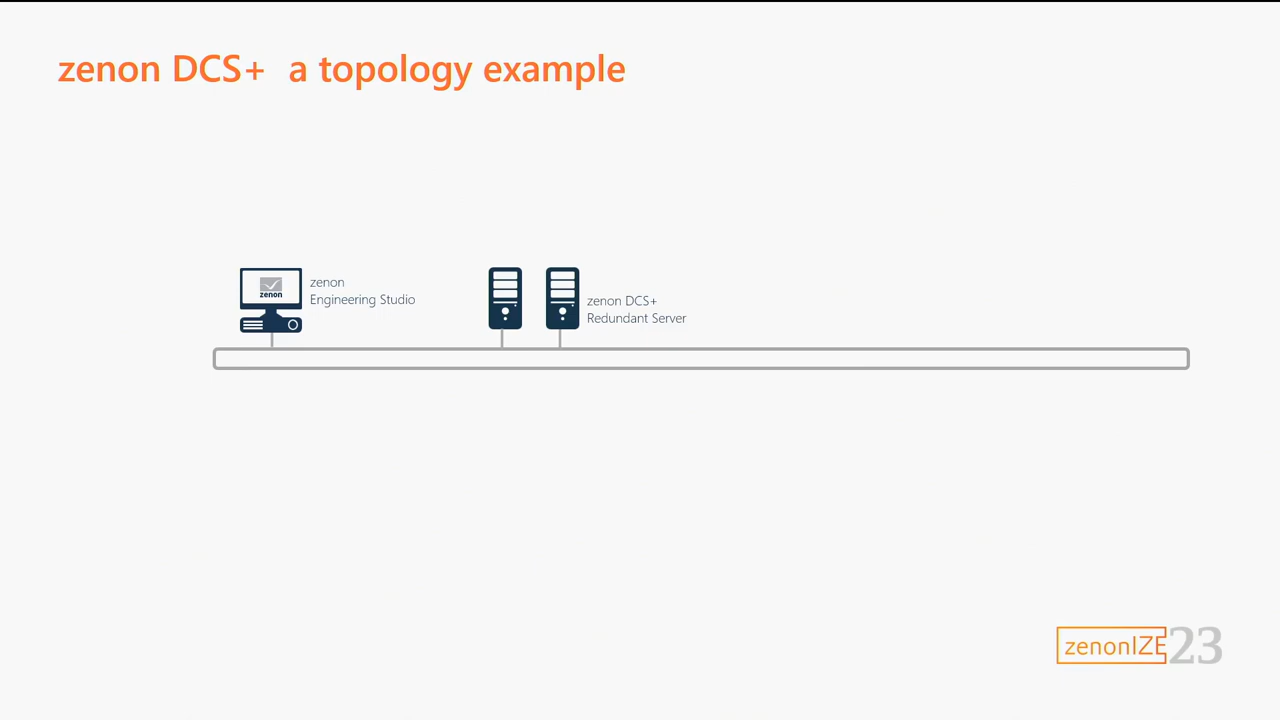 zenon DCS+ a topology example
zenon
zenon
Engineering Studio
zenon DCS+
Redundant Server
zenonIZE23